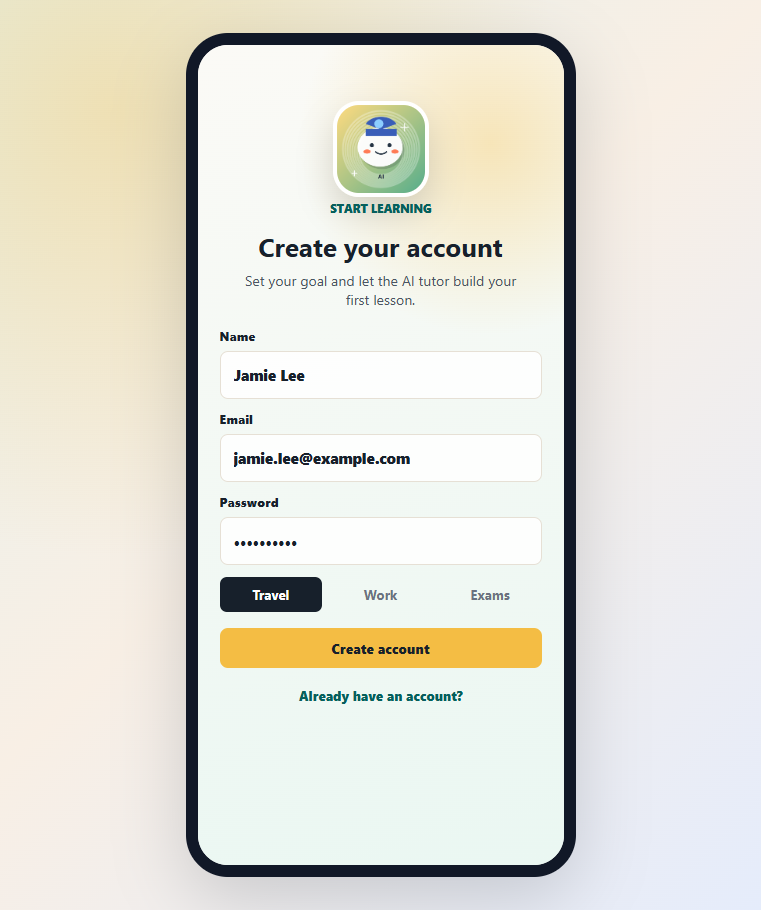 AI
START LEARNING
Create your account
Set your goal and let the AI tutor build your
first lesson.
Name
Jamie Lee
Email
jamie.lee@example.com
Password
••••••••••
Travel Work Exams
Create account
Already have an account?